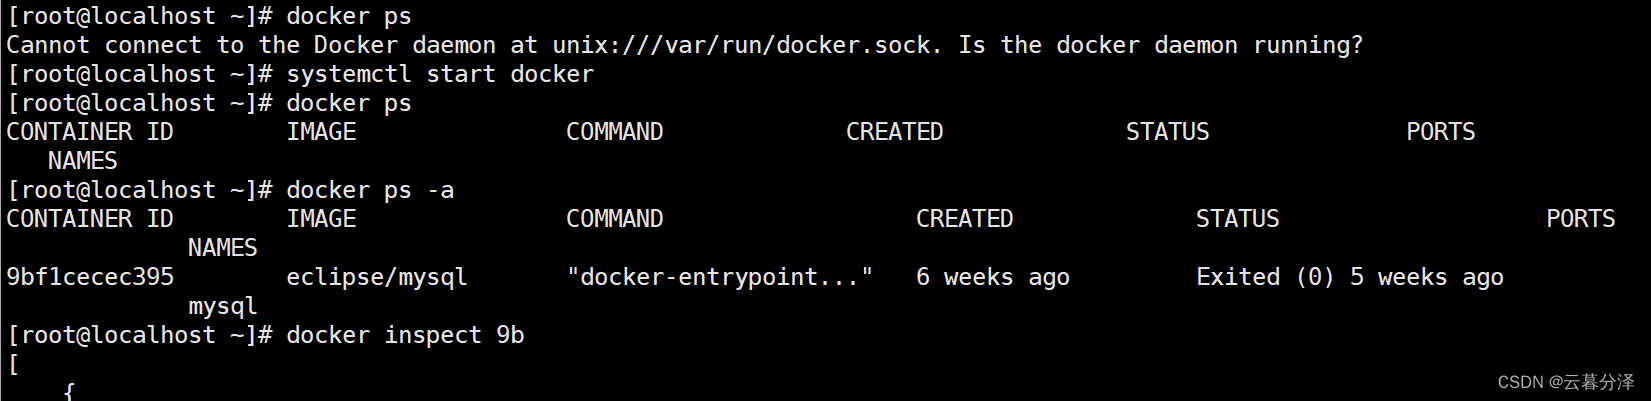 [root@localhost ~]# docker ps
Cannot connect to the Docker daemon at unix:///var/run/docker.sock. Is the docker daemon running?
[root@localhost ~]# systemctl start docker
[root@localhost ~]# docker ps
CONTAINER ID        IMAGE               COMMAND             CREATED             STATUS              PORTS
   NAMES
[root@localhost ~]# docker ps -a
CONTAINER ID        IMAGE               COMMAND                  CREATED             STATUS                   PORTS
             NAMES
9bf1cecec395        eclipse/mysql       "docker-entrypoint..."   6 weeks ago         Exited (0) 5 weeks ago
             mysql
[root@localhost ~]# docker inspect 9b
[
    {
CSDN @云暮分泽